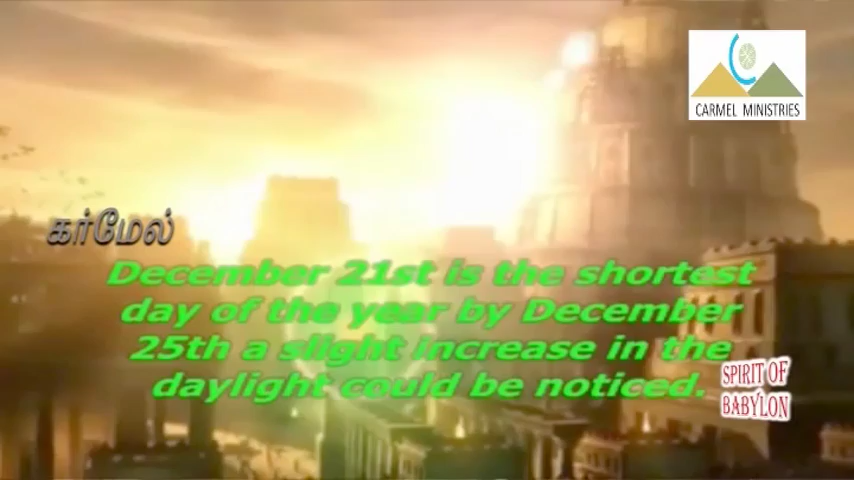 CARMEL MINISTRIES
கர்மேல்
December 21st is the shortest
day of the year by December
25th a slight increase in the
daylight could be noticed.
SPIRIT OF
BABYLON